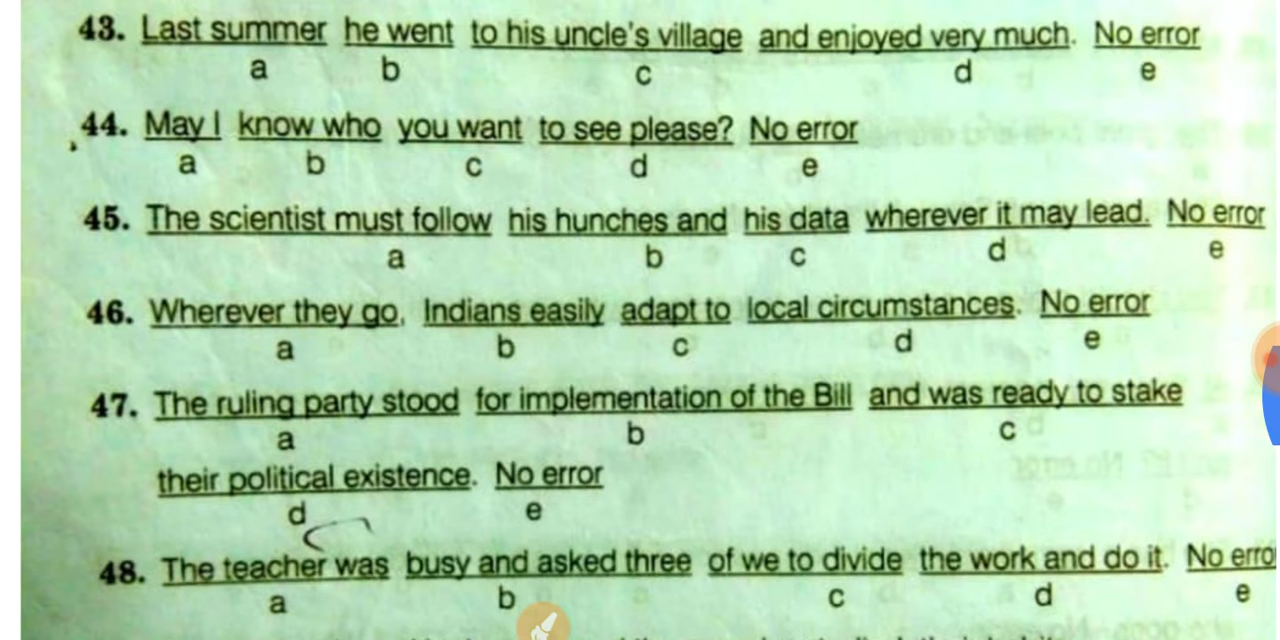 43. Last summer he went to his uncle's village and enjoyed very much. No error
a b c d e
44. May I know who you want to see please? No error
a b c d e
45. The scientist must follow his hunches and his data wherever it may lead. No error
a b c d e
46. Wherever they go, Indians easily adapt to local circumstances. No error
a b c d e
47. The ruling party stood for implementation of the Bill and was ready to stake
a b c
their political existence. No error
d e
48. The teacher was busy and asked three of we to divide the work and do it. No erro
a b c d e